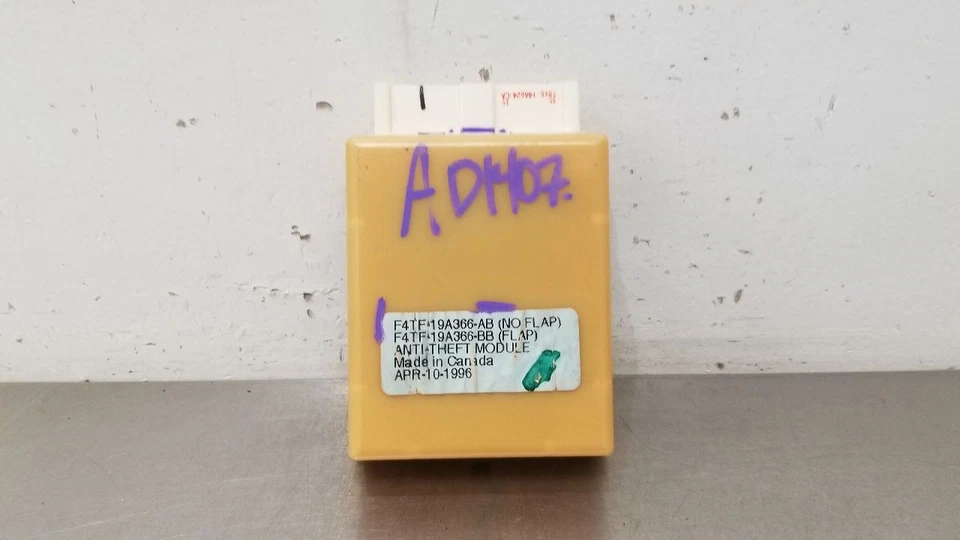 A D1407.
F4TF-19A366-AB (NO FLAP)
F4TF-19A366-BB (FLAP)
ANTI-THEFT MODULE
Made in Canada
APR-10-1996